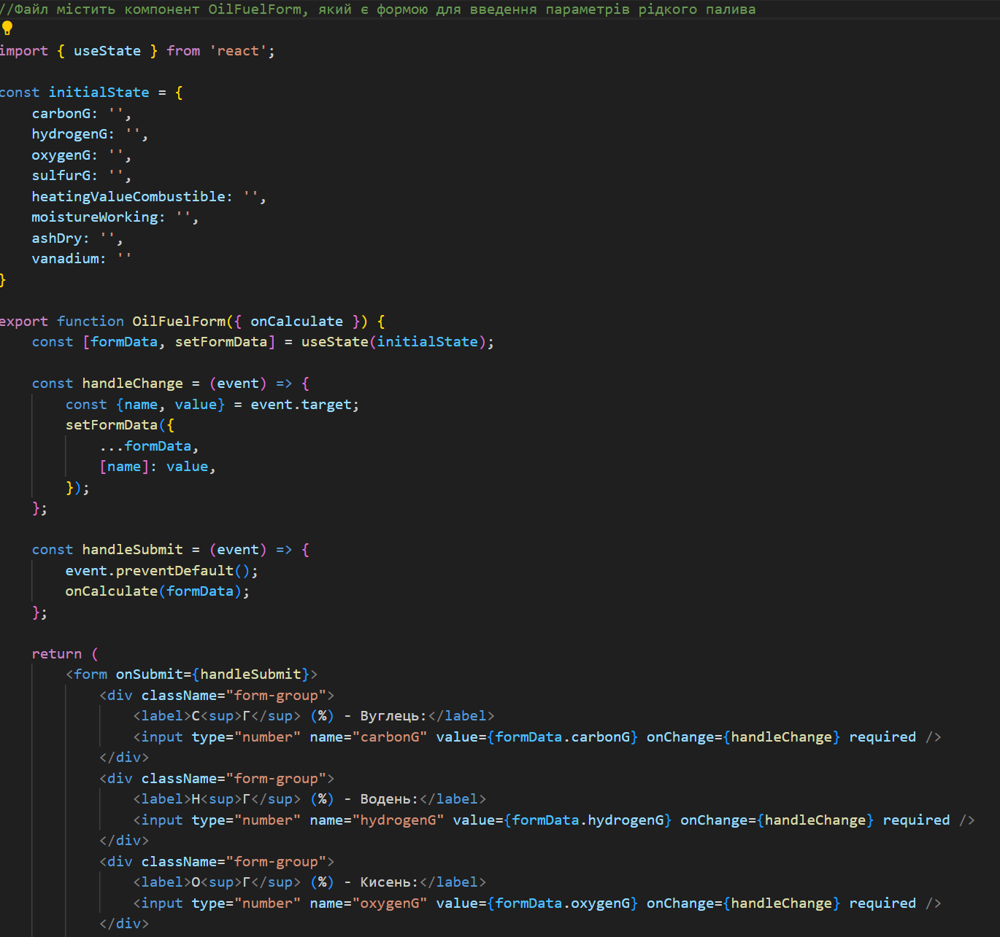 //Файл містить компонент OilFuelForm, який є формою для введення параметрів рідкого палива
import { useState } from 'react';
const initialState = {
carbonG: '',
hydrogenG: '',
oxygenG: '',
sulfurG: '',
heatingValueCombustible: '',
moistureWorking: '',
ashDry: '',
vanadium: ''
}
export function OilFuelForm({ onCalculate }) {
const [formData, setFormData] = useState(initialState);
const handleChange = (event) => {
const {name, value} = event.target;
setFormData({
...formData,
[name]: value,
});
};
const handleSubmit = (event) => {
event.preventDefault();
onCalculate(formData);
};
return (
<form onSubmit={handleSubmit}>
<div className="form-group">
<label>C<sup>Г</sup> (%) - Вуглець:</label>
<input type="number" name="carbonG" value={formData.carbonG} onChange={handleChange} required />
</div>
<div className="form-group">
<label>H<sup>Г</sup> (%) - Водень:</label>
<input type="number" name="hydrogenG" value={formData.hydrogenG} onChange={handleChange} required />
</div>
<div className="form-group">
<label>O<sup>Г</sup> (%) - Кисень:</label>
<input type="number" name="oxygenG" value={formData.oxygenG} onChange={handleChange} required />
</div>